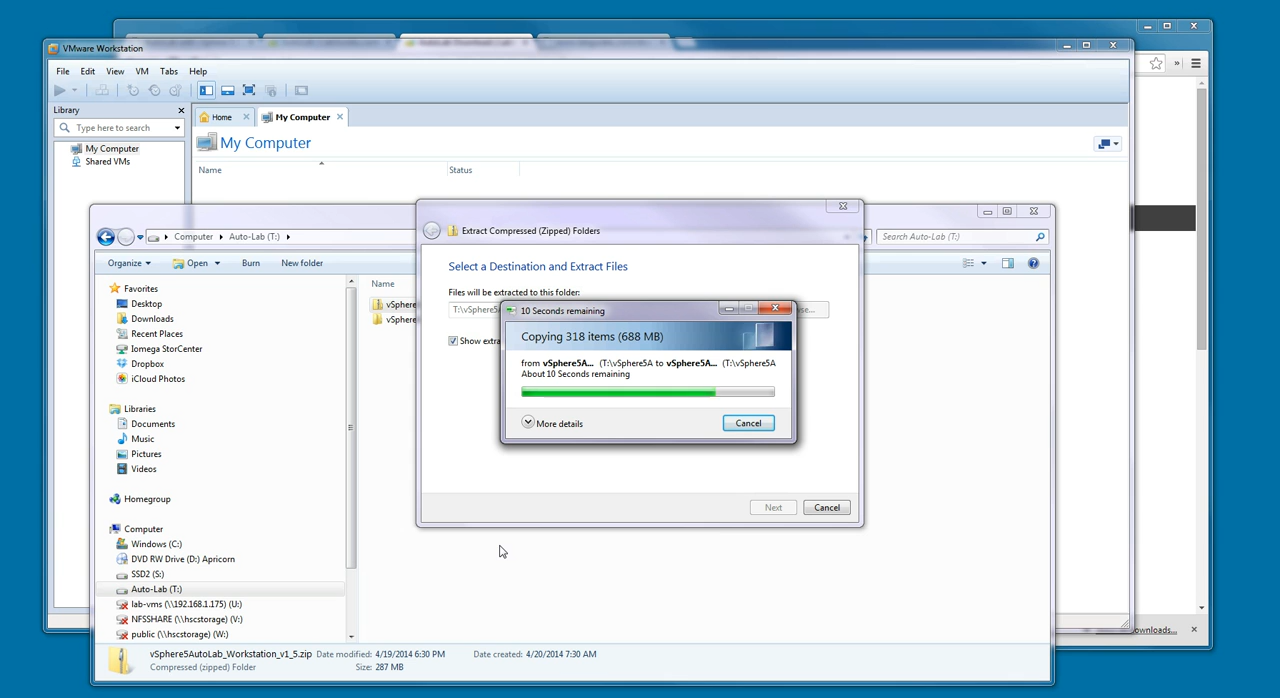 VMware Workstation
File Edit View VM Tabs Help
Library
Home
My Computer
Type here to search
My Computer
Shared VMs
My Computer
Name
Status
Computer
Auto-Lab (T:)
Search Auto-Lab (T:)
Organize
Open
Burn
New folder
Favorites
Desktop
Downloads
Recent Places
Iomega StorCenter
Dropbox
iCloud Photos
Libraries
Documents
Music
Pictures
Videos
Homegroup
Computer
Windows (C:)
DVD RW Drive (D:) Apricorn
SSD2 (S:)
Auto-Lab (T:)
lab-vms (\\192.168.1.175) (U:)
NFSSHARE (\\hscstorage) (V:)
public (\\hscstorage) (W:)
Name
vSphere
vSphere
Extract Compressed (Zipped) Folders
Select a Destination and Extract Files
Files will be extracted to this folder:
T:\vSphere5A
Show extra
Next
Cancel
10 Seconds remaining
Copying 318 items (688 MB)
from vSphere5A... (T:\vSphere5A to vSphere5A... (T:\vSphere5A
About 10 Seconds remaining
More details
Cancel
vSphere5AutoLab_Workstation_v1_5.zip Date modified: 4/19/2014 6:30 PM Date created: 4/20/2014 7:30 AM
Compressed (zipped) Folder Size: 287 MB
ownloads...